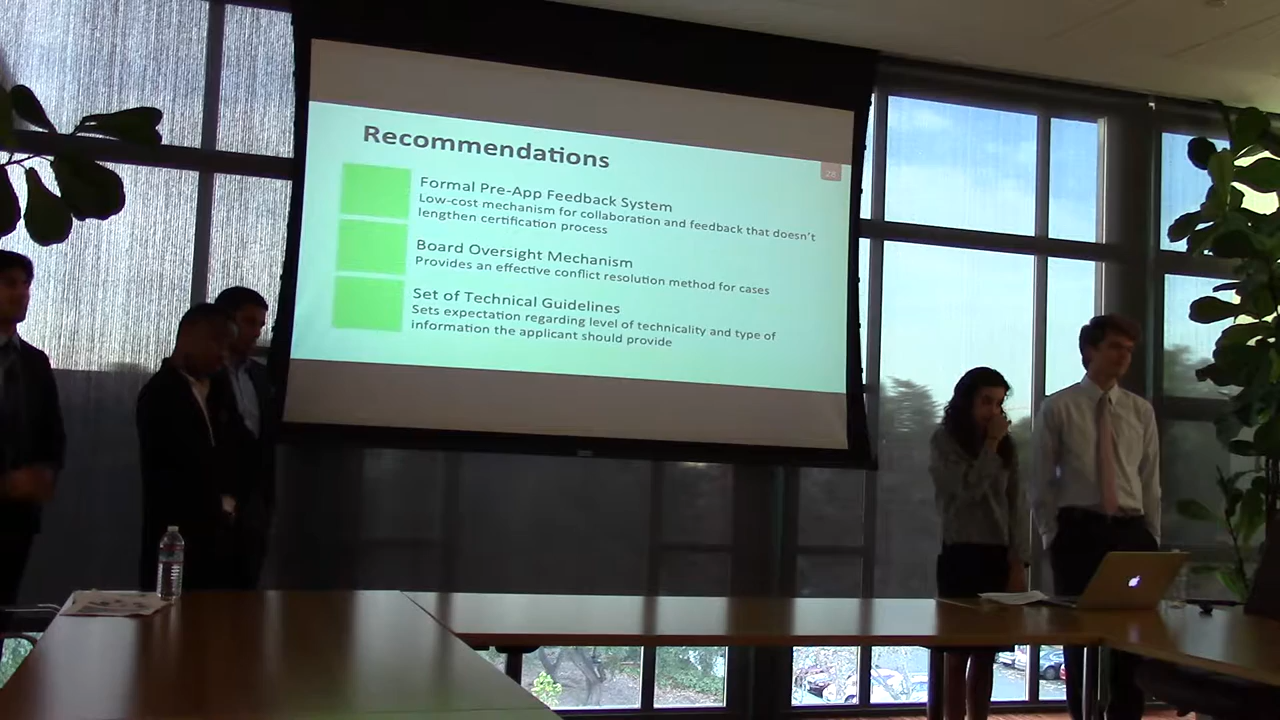 Recommendations
28
Formal Pre-App Feedback System
Low-cost mechanism for collaboration and feedback that doesn't
lengthen certification process
Board Oversight Mechanism
Provides an effective conflict resolution method for cases
Set of Technical Guidelines
Sets expectation regarding level of technicality and type of
information the applicant should provide